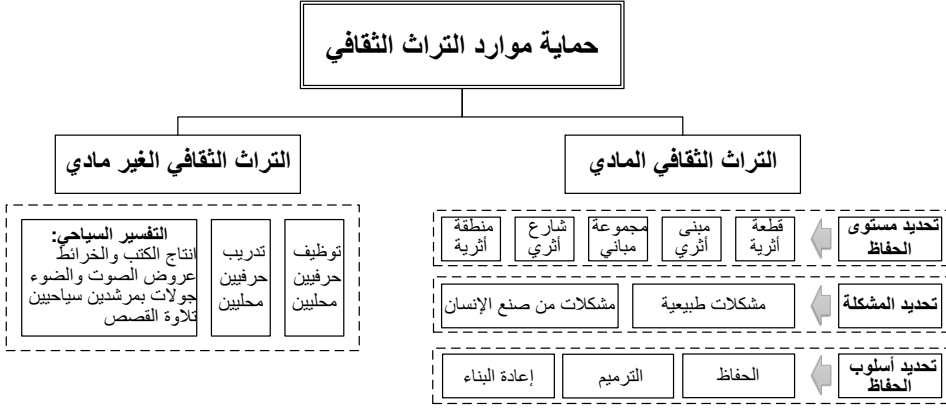 حماية موارد التراث الثقافي
التراث الثقافي المادي
التراث الثقافي الغير مادي
تحديد مستوى
الحفاظ
قطعة
أثرية
مبنى
أثري
مجموعة
مباني
شارع
أثري
منطقة
أثرية
تحديد المشكلة
مشكلات طبيعية
مشكلات من صنع الإنسان
تحديد أسلوب
الحفاظ
الحفاظ
الترميم
إعادة البناء
توظيف
حرفيين
محليين
تدريب
حرفيين
محليين
التفسير السياحي:
انتاج الكتب والخرائط
عروض الصوت والضوء
جولات بمرشدين سياحيين
تلاوة القصص